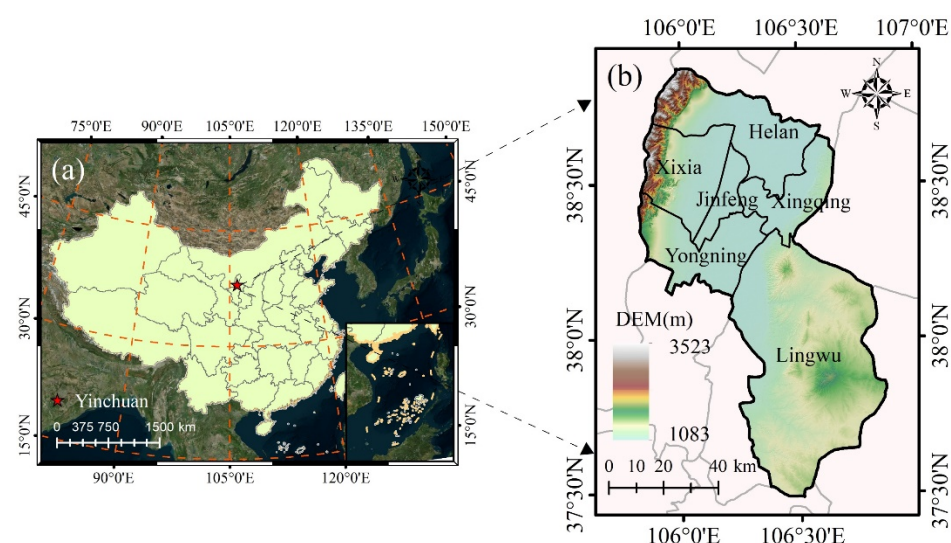 75°0'E 90°0'E 105°0'E 120°0'E 135°0'E 150°0'E
(a)
45°0'N
30°0'N
15°0'N
45°0'N
30°0'N
15°0'N
Yinchuan
0 375 750 1500 km
90°0'E 105°0'E 120°0'E
106°0'E 106°30'E 107°0'E
(b)
N
W E
S
Helan
Xixia
Jinfeng
Xingqing
Yongning
Lingwu
38°30'N
38°0'N
37°30'N
38°30'N
38°0'N
37°30'N
DEM(m)
3523
1083
0 10 20 40 km
106°0'E 106°30'E